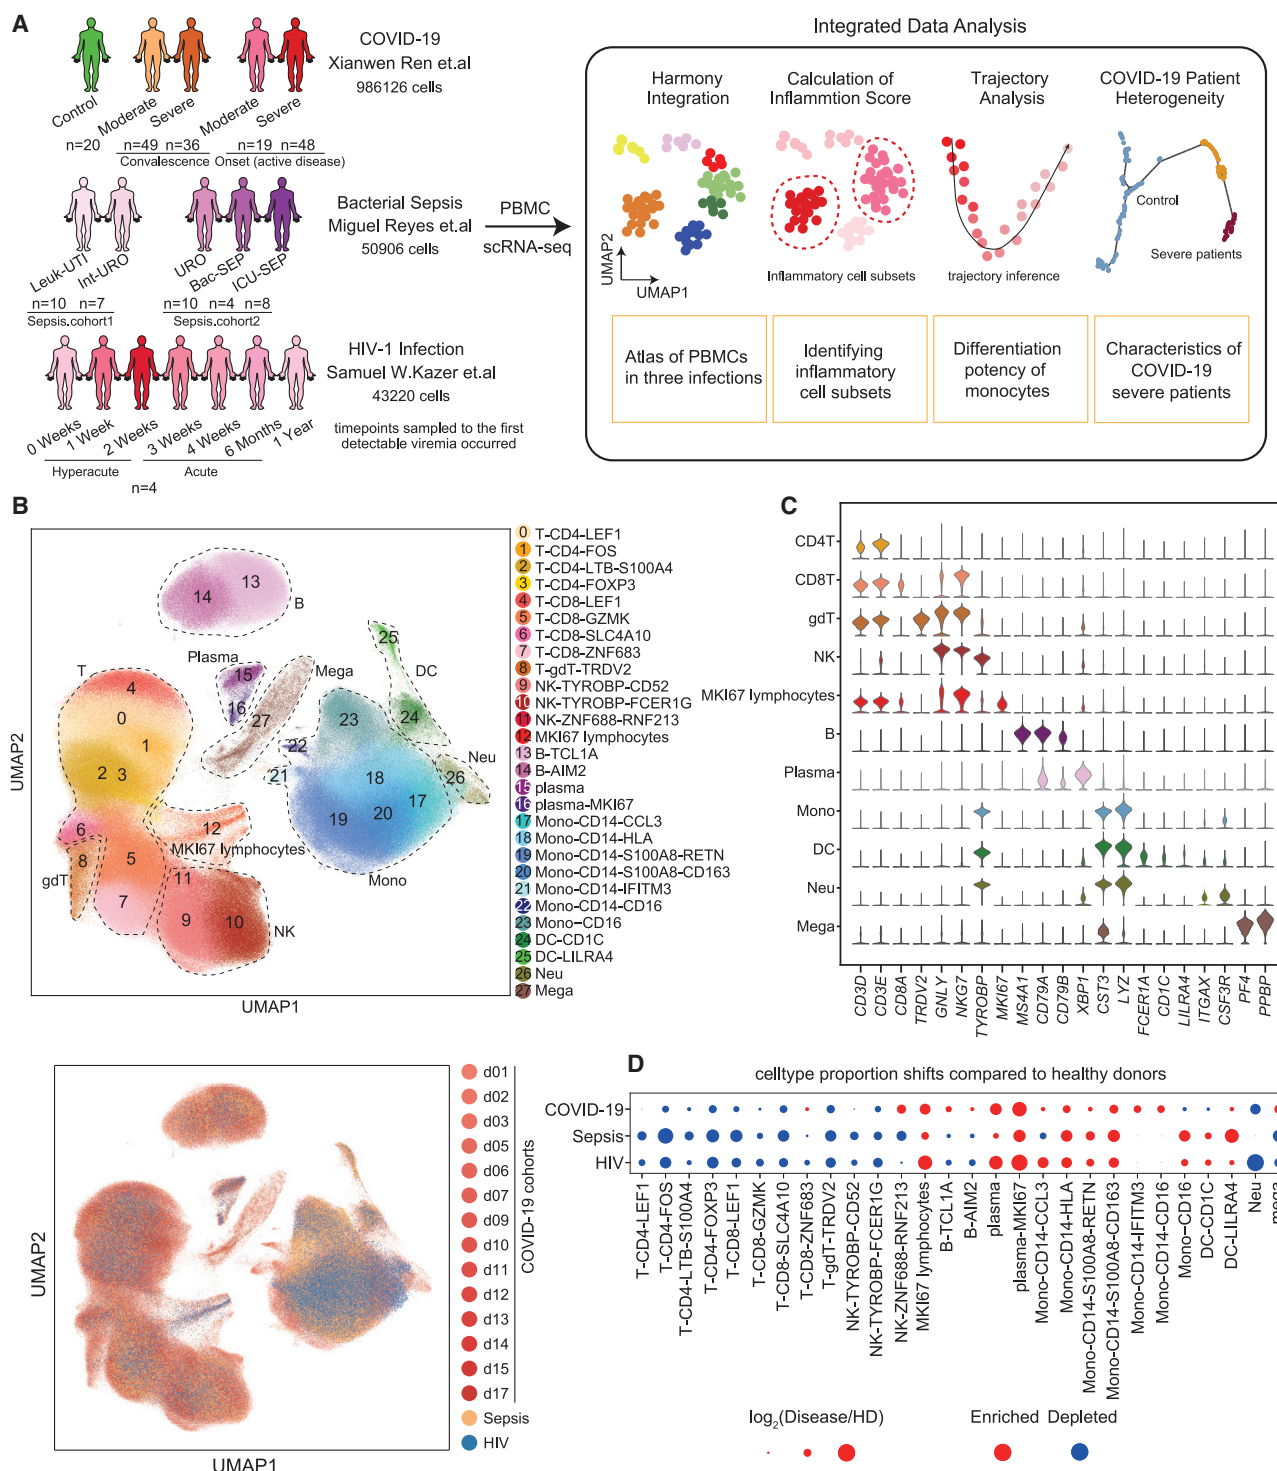 A
COVID-19
Xianwen Ren et.al
986126 cells
Control
Moderate
Severe
Moderate
Severe
n=20
n=49 n=36
n=19 n=48
Convalescence
Onset (active disease)
Bacterial Sepsis
Miguel Reyes et.al
50906 cells
Leuk-UTI
Int-URO
URO
Bac-SEP
ICU-SEP
n=10 n=7
n=10 n=4 n=8
Sepsis.cohort1
Sepsis.cohort2
HIV-1 Infection
Samuel W.Kazer et.al
43220 cells
0 Weeks
1 Week
2 Weeks
3 Weeks
4 Weeks
6 Months
1 Year
timepoints sampled to the first
detectable viremia occurred
Hyperacute
Acute
n=4
PBMC
scRNA-seq
Integrated Data Analysis
Harmony
Integration
Calculation of
Inflammtion Score
Trajectory
Analysis
COVID-19 Patient
Heterogeneity
UMAP2
UMAP1
Inflammatory cell subsets
trajectory inference
Control
Severe patients
Atlas of PBMCs
in three infections
Identifying
inflammatory
cell subsets
Differentiation
potency of
monocytes
Characteristics of
COVID-19
severe patients
B
UMAP2
UMAP1
13
14
B
Plasma
15
16
Mega
27
25
DC
24
T
4
0
1
2
3
23
22
21
18
17
19
20
Neu
26
Mono
6
12
MKI67 lymphocytes
8
5
gdT
7
11
9
10
NK
0 T-CD4-LEF1
1 T-CD4-FOS
2 T-CD4-LTB-S100A4
3 T-CD4-FOXP3
4 T-CD8-LEF1
5 T-CD8-GZMK
6 T-CD8-SLC4A10
7 T-CD8-ZNF683
8 T-gdT-TRDV2
9 NK-TYROBP-CD52
10 NK-TYROBP-FCER1G
11 NK-ZNF688-RNF213
12 MKI67 lymphocytes
13 B-TCL1A
14 B-AIM2
15 plasma
16 plasma-MKI67
17 Mono-CD14-CCL3
18 Mono-CD14-HLA
19 Mono-CD14-S100A8-RETN
20 Mono-CD14-S100A8-CD163
21 Mono-CD14-IFITM3
22 Mono-CD14-CD16
23 Mono-CD16
24 DC-CD1C
25 DC-LILRA4
26 Neu
27 Mega
C
CD4T
CD8T
gdT
NK
MKI67 lymphocytes
B
Plasma
Mono
DC
Neu
Mega
CD3D
CD3E
CD8A
TRDV2
GNLY
NKG7
TYROBP
MKI67
MS4A1
CD79A
CD79B
XBP1
CST3
LYZ
FCER1A
CD1C
LILRA4
ITGAX
CSF3R
PF4
PPBP
UMAP2
UMAP1
d01
d02
d03
d05
d06
d07
d09
d10
d11
d12
d13
d14
d15
d17
COVID-19 cohorts
Sepsis
HIV
D
celltype proportion shifts compared to healthy donors
COVID-19
Sepsis
HIV
T-CD4-LEF1
T-CD4-FOS
T-CD4-LTB-S100A4
T-CD4-FOXP3
T-CD8-LEF1
T-CD8-GZMK
T-CD8-SLC4A10
T-CD8-ZNF683
T-gdT-TRDV2
NK-TYROBP-CD52
NK-TYRO-FCER1G
NK-ZNF688-RNF213
MKI67 lymphocytes
B-TCL1A
B-AIM2
plasma
plasma-MKI67
Mono-CD14-CCL3
Mono-CD14-HLA
Mono-CD14-S100A8-RETN
Mono-CD14-S100A8-CD163
Mono-CD14-IFITM3
Mono-CD14-CD16
Mono-CD16
DC-CD1C
DC-LILRA4
Neu
mega
log2(Disease/HD)
Enriched
Depleted